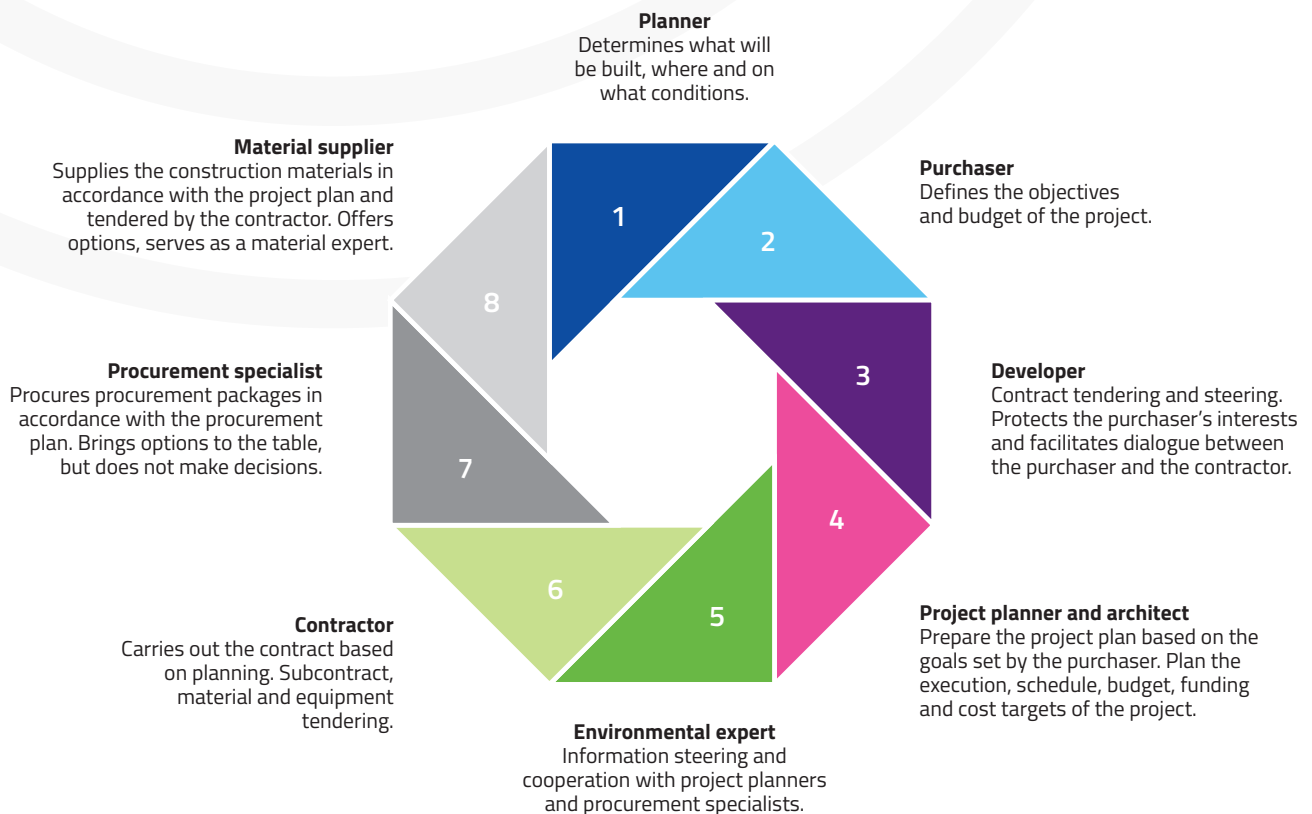 Planner
Determines what will
be built, where and on
what conditions.
Purchaser
Defines the objectives
and budget of the project.
Developer
Contract tendering and steering.
Protects the purchaser's interests
and facilitates dialogue between
the purchaser and the contractor.
Project planner and architect
Prepare the project plan based on the
goals set by the purchaser. Plan the
execution, schedule, budget, funding
and cost targets of the project.
Environmental expert
Information steering and
cooperation with project planners
and procurement specialists.
Contractor
Carries out the contract based
on planning. Subcontract,
material and equipment
tendering.
Procurement specialist
Procures procurement packages in
accordance with the procurement
plan. Brings options to the table,
but does not make decisions.
Material supplier
Supplies the construction materials in
accordance with the project plan and
tendered by the contractor. Offers
options, serves as a material expert.
1
2
3
4
5
6
7
8